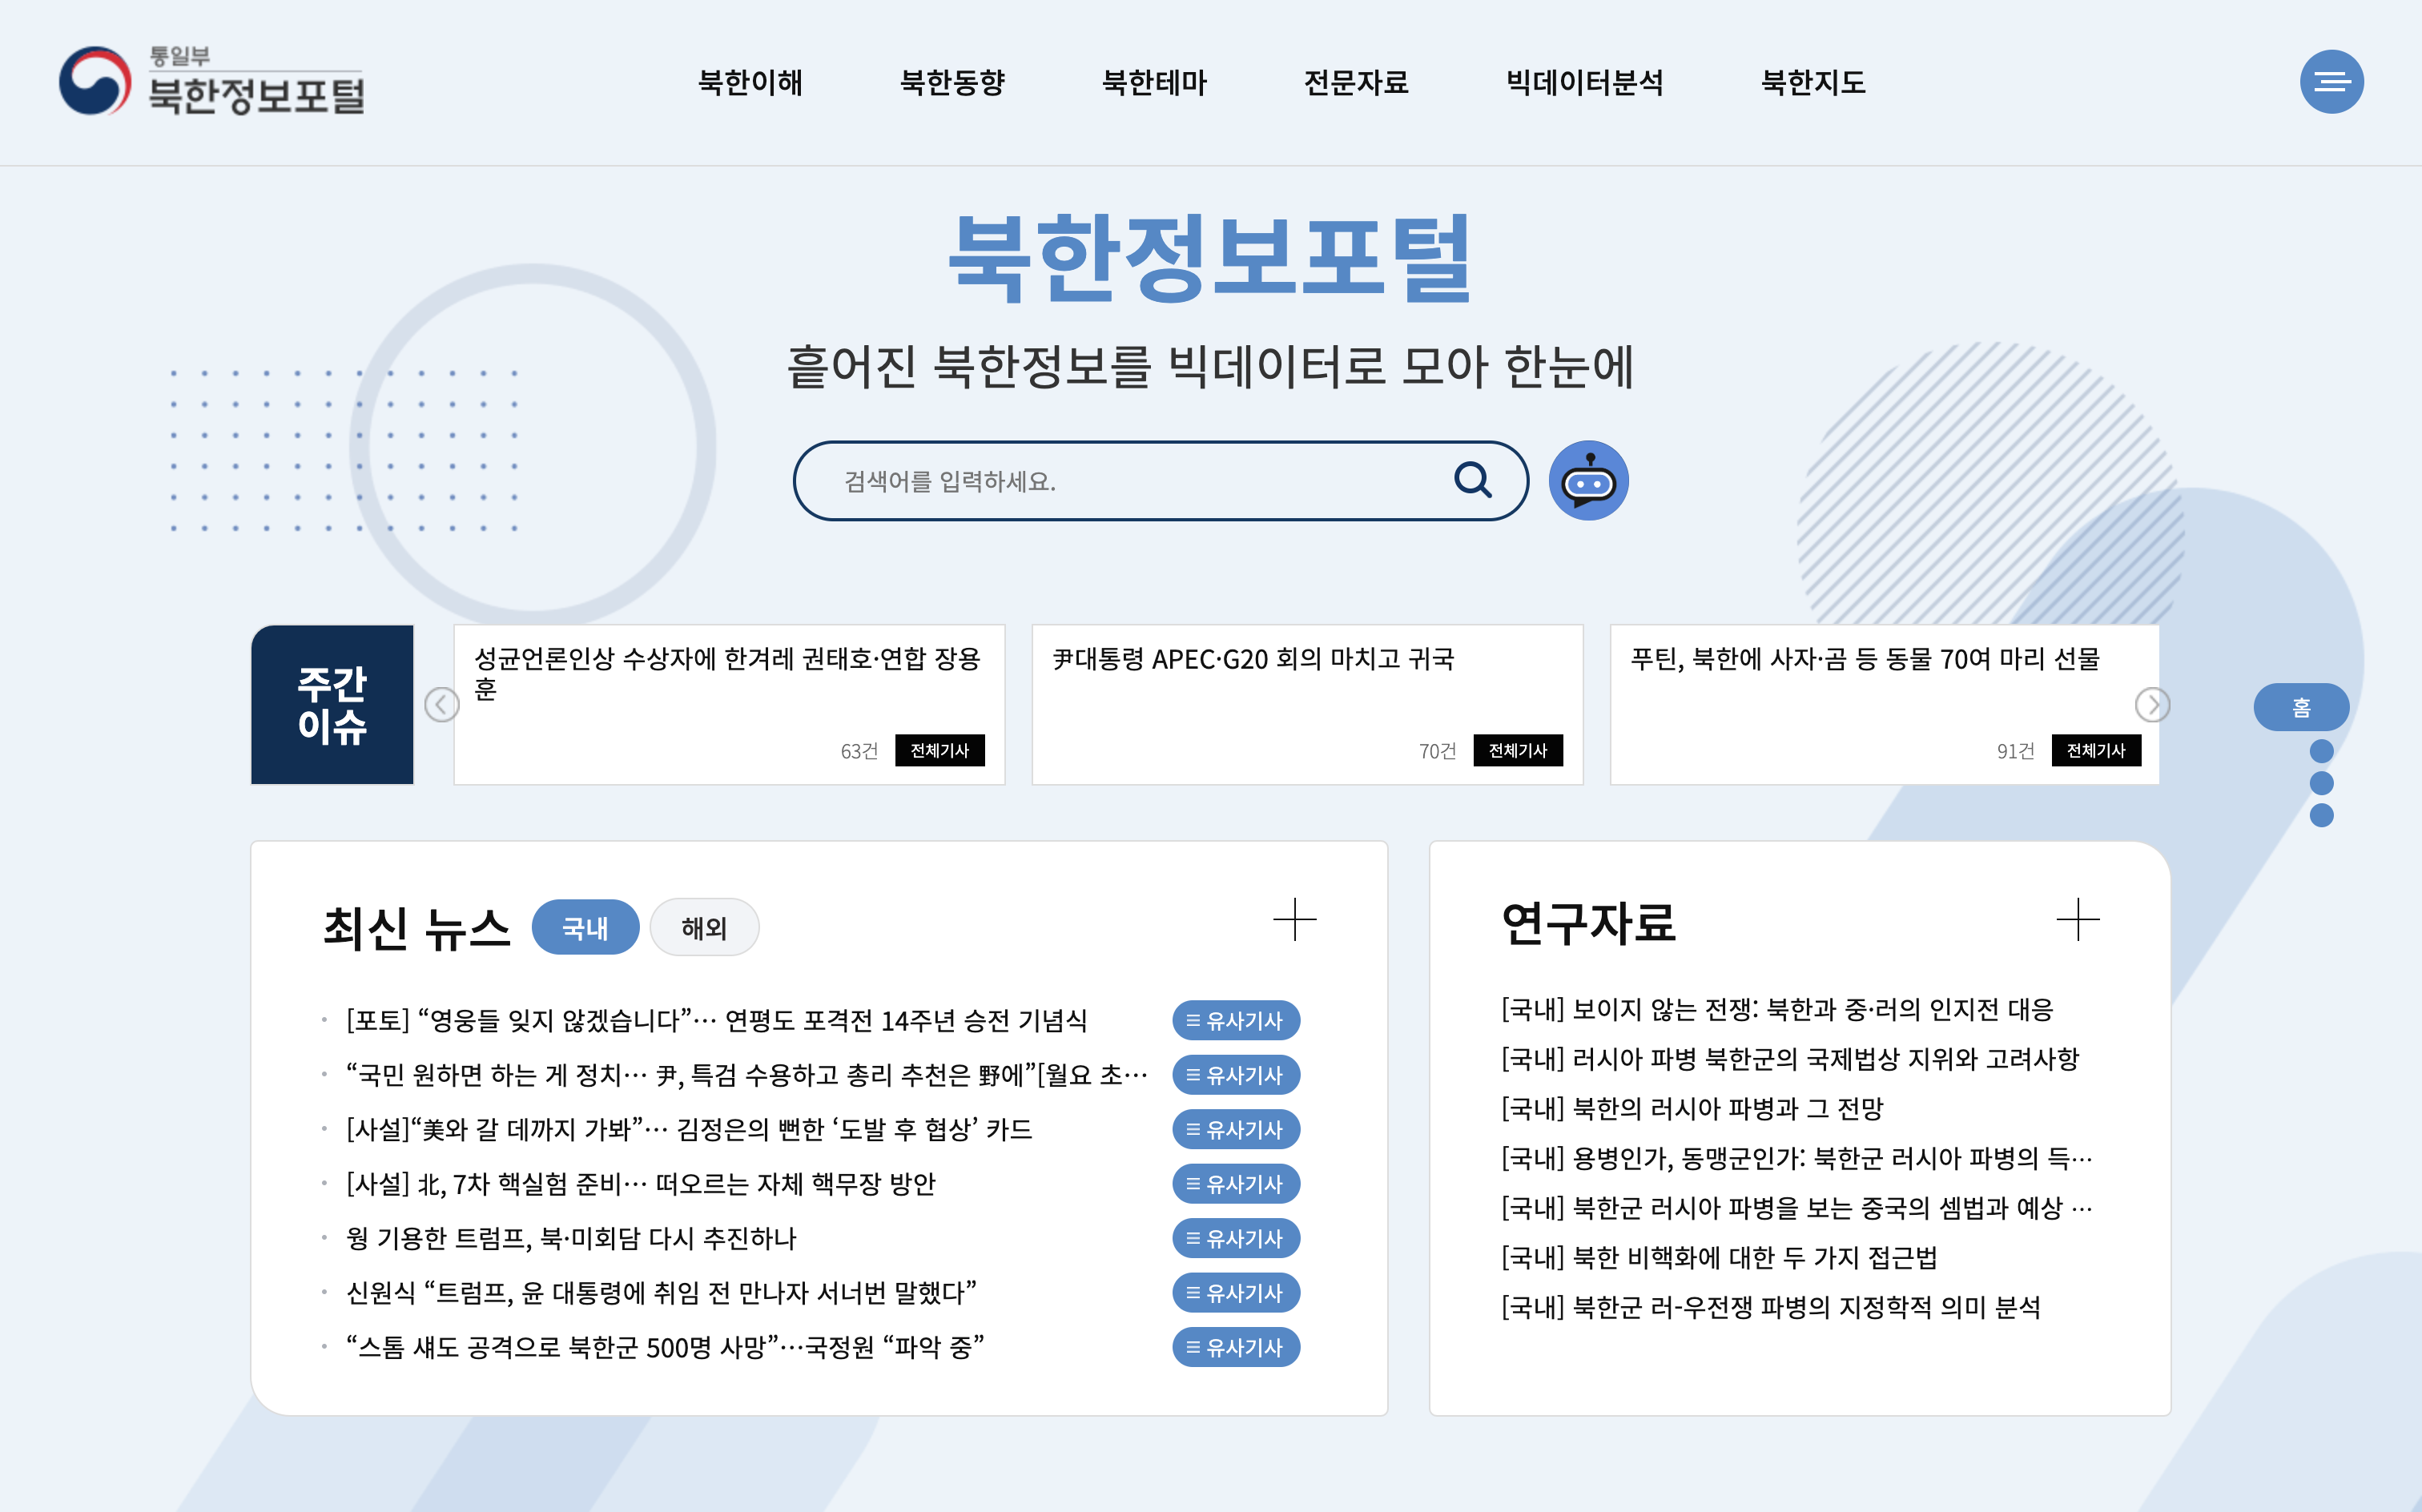 통일부
북한정보포털
북한이해
북한동향
북한테마
전문자료
빅데이터분석
북한지도
북한정보포털
흩어진 북한정보를 빅데이터로 모아 한눈에
검색어를 입력하세요.
주간
이슈
성균언론인상 수상자에 한겨레 권태호·연합 장용
훈
63건 전체기사
尹대통령 APEC·G20 회의 마치고 귀국
70건 전체기사
푸틴, 북한에 사자·곰 등 동물 70여 마리 선물
91건 전체기사
홈
최신 뉴스 국내 해외
[포토] “영웅들 잊지 않겠습니다”… 연평도 포격전 14주년 승전 기념식 유사기사
“국민 원하면 하는 게 정치… 尹, 특검 수용하고 총리 추천은 野에”[월요 초… 유사기사
[사설]“美와 갈 데까지 가봐”… 김정은의 뻔한 ‘도발 후 협상’ 카드 유사기사
[사설] 北, 7차 핵실험 준비… 떠오르는 자체 핵무장 방안 유사기사
웡 기용한 트럼프, 북·미회담 다시 추진하나 유사기사
신원식 “트럼프, 윤 대통령에 취임 전 만나자 서너번 말했다” 유사기사
“스톰 섀도 공격으로 북한군 500명 사망”…국정원 “파악 중” 유사기사
연구자료
[국내] 보이지 않는 전쟁: 북한과 중·러의 인지전 대응
[국내] 러시아 파병 북한군의 국제법상 지위와 고려사항
[국내] 북한의 러시아 파병과 그 전망
[국내] 용병인가, 동맹군인가: 북한군 러시아 파병의 득…
[국내] 북한군 러시아 파병을 보는 중국의 셈법과 예상 …
[국내] 북한 비핵화에 대한 두 가지 접근법
[국내] 북한군 러-우전쟁 파병의 지정학적 의미 분석